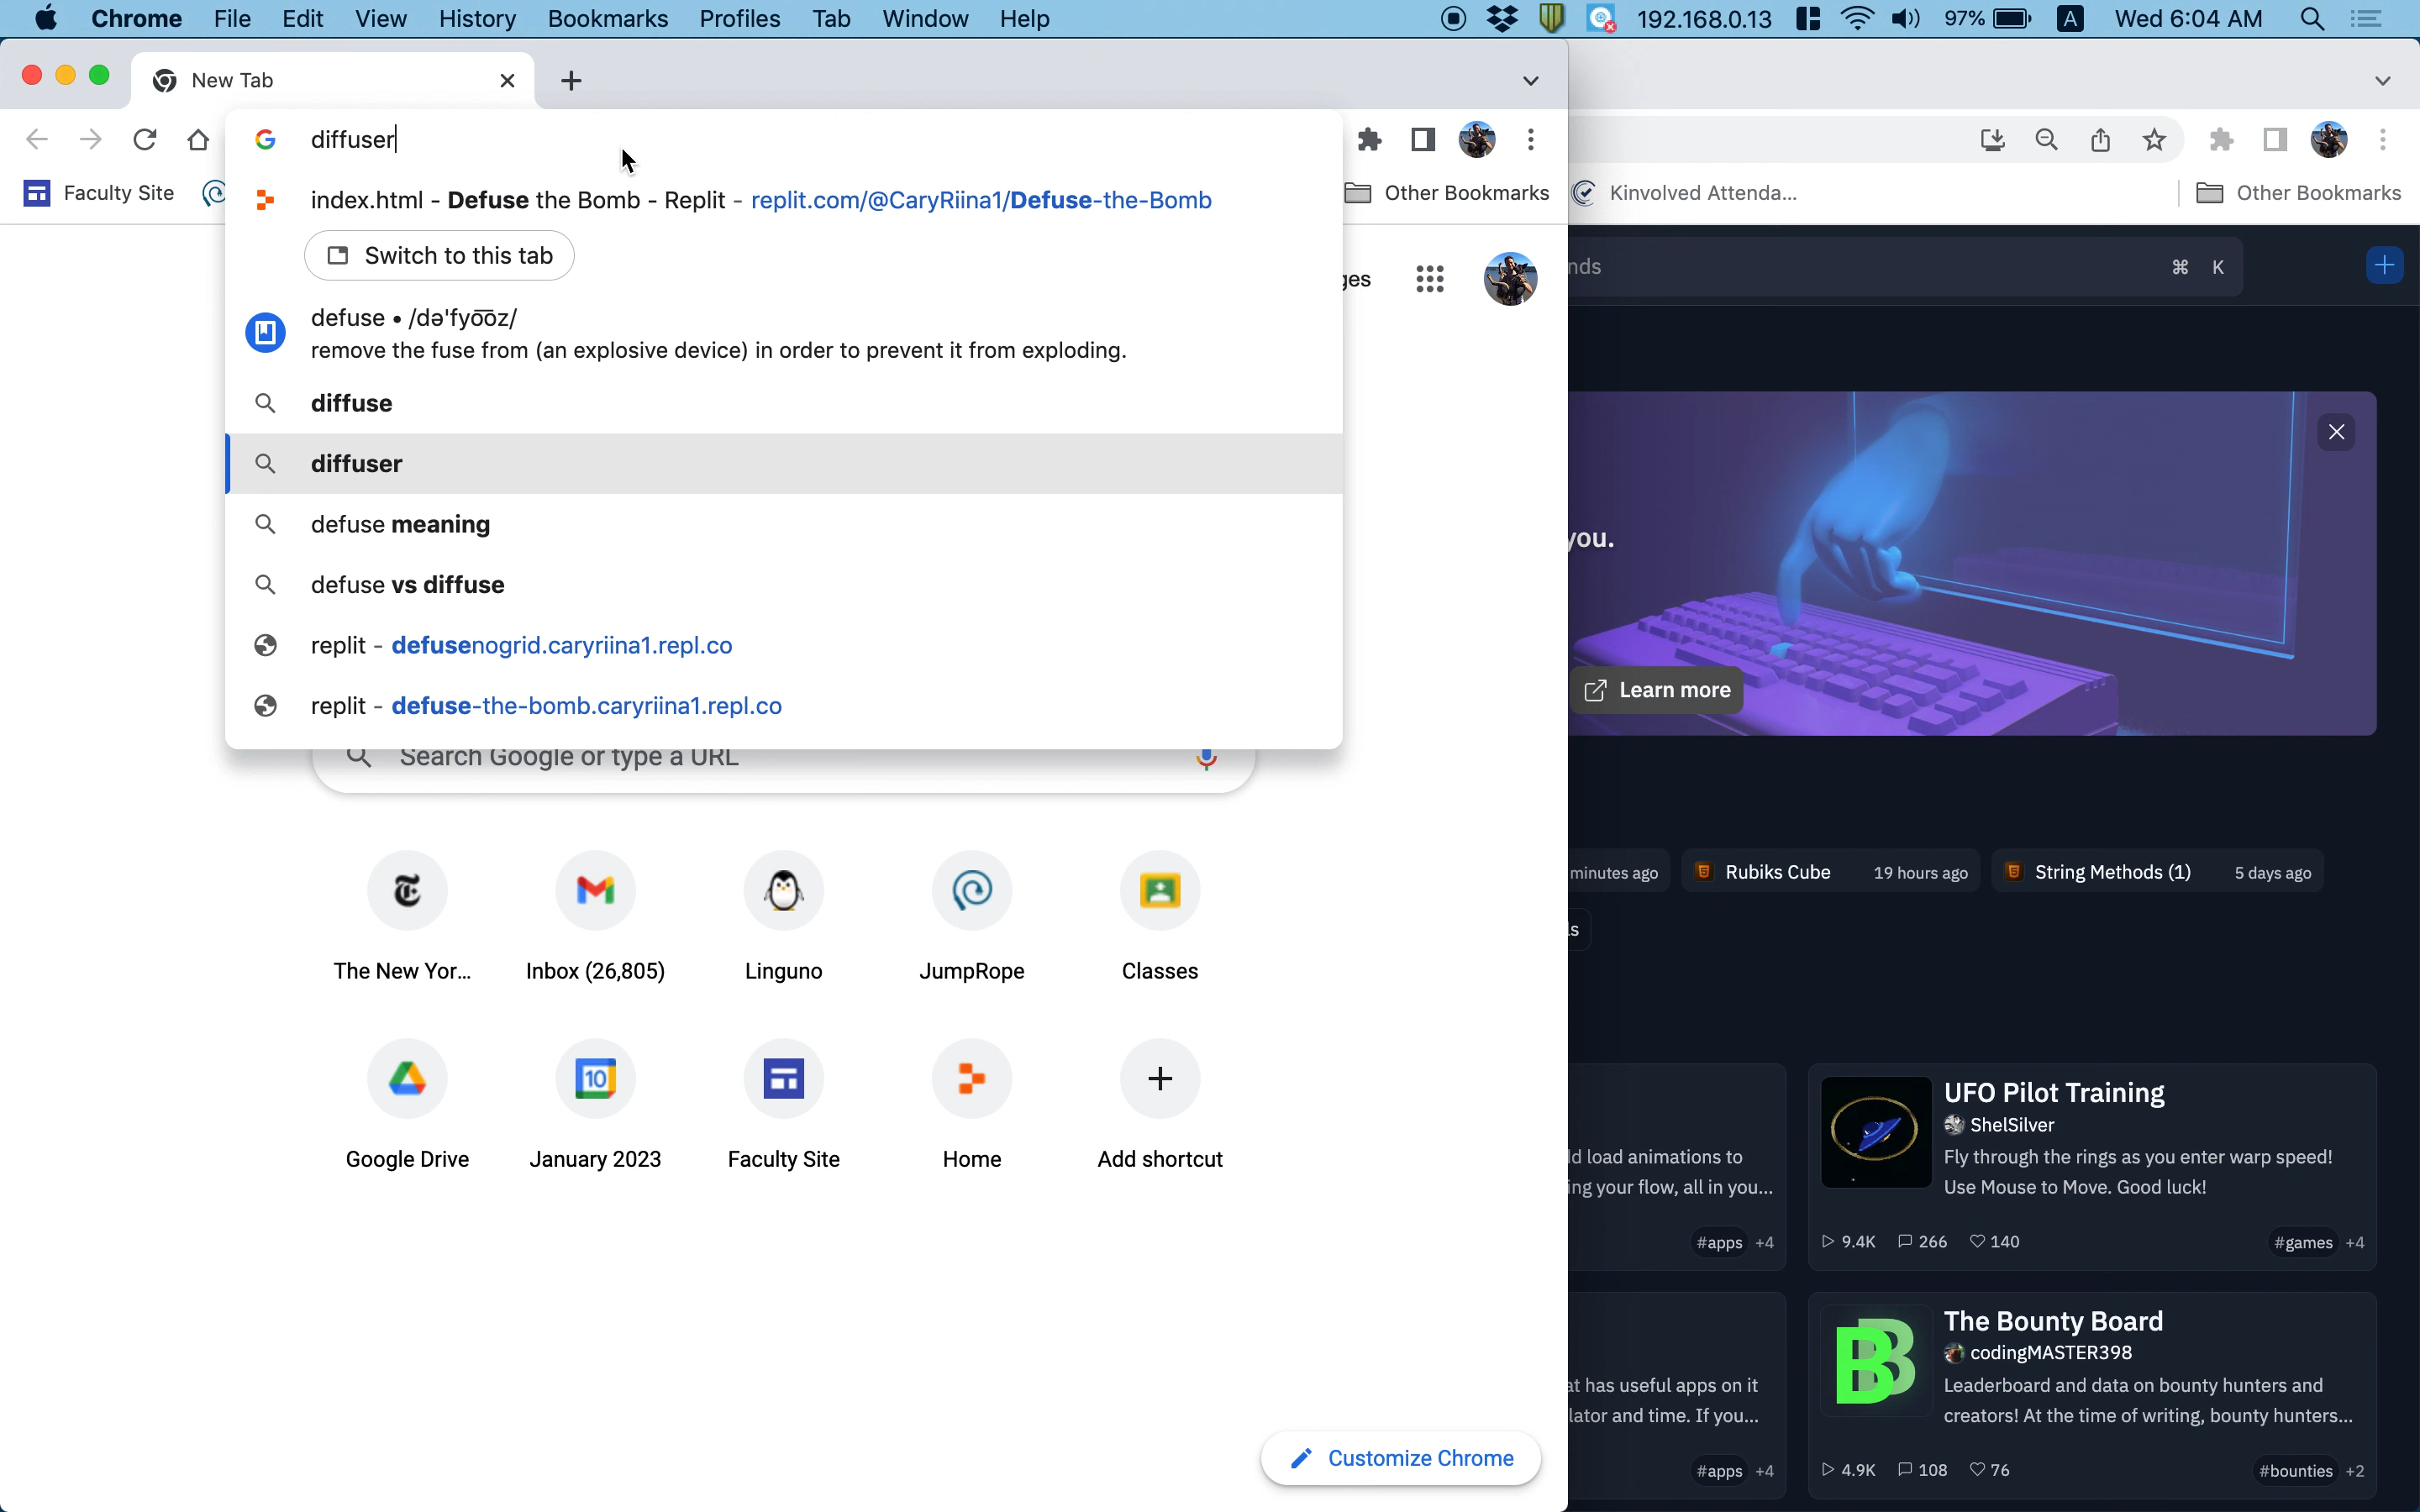 Chrome File Edit View History Bookmarks Profiles Tab Window Help 192.168.0.13 97% A Wed 6:04 AM
New Tab
diffuser
Faculty Site
Other Bookmarks
Kinvolved Attenda...
Other Bookmarks
index.html - Defuse the Bomb - Replit - replit.com/@CaryRiina1/Defuse-the-Bomb
Switch to this tab
defuse • /dəˈfyo͞oz/
remove the fuse from (an explosive device) in order to prevent it from exploding.
diffuse
diffuser
defuse meaning
defuse vs diffuse
replit - defusenogrid.caryriina1.repl.co
replit - defuse-the-bomb.caryriina1.repl.co
Search Google or type a URL
The New Yor... Inbox (26,805) Linguno JumpRope Classes
10
Google Drive January 2023 Faculty Site Home Add shortcut
Customize Chrome
nds ⌘ K
you.
Learn more
minutes ago Rubiks Cube 19 hours ago String Methods (1) 5 days ago
ls
load animations to
ing your flow, all in you...
#apps +4
UFO Pilot Training
ShelSilver
Fly through the rings as you enter warp speed!
Use Mouse to Move. Good luck!
9.4K 266 140 #games +4
at has useful apps on it
lator and time. If you...
#apps +4
The Bounty Board
codingMASTER398
Leaderboard and data on bounty hunters and
creators! At the time of writing, bounty hunters...
4.9K 108 76 #bounties +2